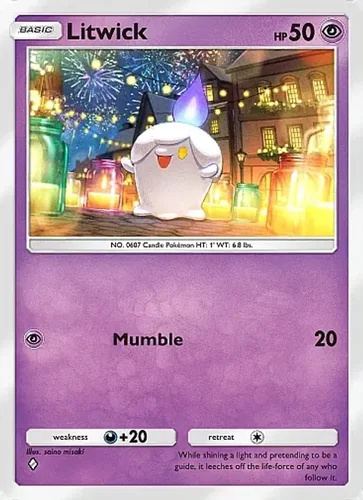 BASIC Litwick HP 50
NO. 0607 Candle Pokémon HT: 1' WT: 6.8 lbs.
Mumble 20
weakness +20 retreat
Illus. saino misaki
While shining a light and pretending to be a
guide, it leeches off the life-force of any who
follow it.